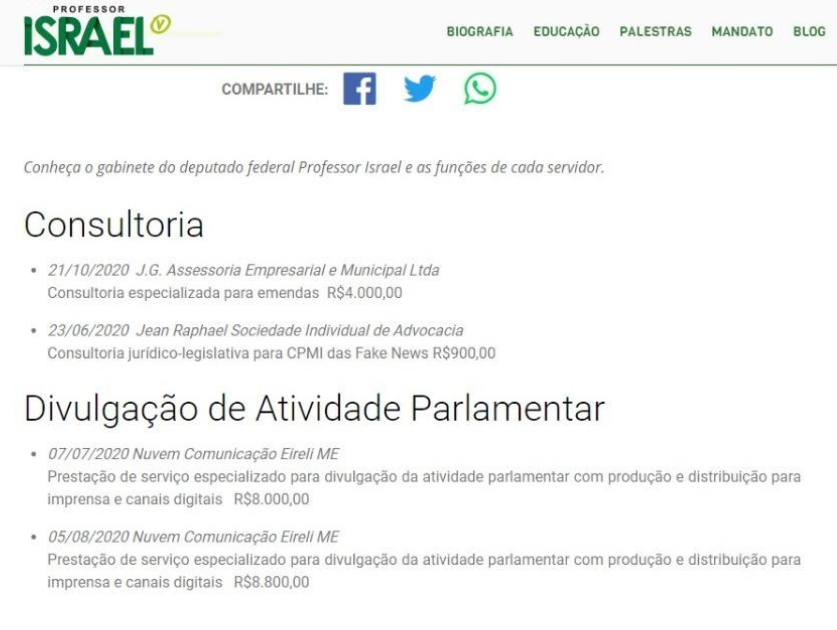 PROFESSOR
ISRAEL V
BIOGRAFIA EDUCAÇÃO PALESTRAS MANDATO BLOG
COMPARTILHE:
Conheça o gabinete do deputado federal Professor Israel e as funções de cada servidor.
Consultoria
• 21/10/2020 J.G. Assessoria Empresarial e Municipal Ltda
Consultoria especializada para emendas R$4.000,00
• 23/06/2020 Jean Raphael Sociedade Individual de Advocacia
Consultoria jurídico-legislativa para CPMI das Fake News R$900,00
Divulgação de Atividade Parlamentar
• 07/07/2020 Nuvem Comunicação Eireli ME
Prestação de serviço especializado para divulgação da atividade parlamentar com produção e distribuição para
imprensa e canais digitais R$8.000,00
• 05/08/2020 Nuvem Comunicação Eireli ME
Prestação de serviço especializado para divulgação da atividade parlamentar com produção e distribuição para
imprensa e canais digitais R$8.800,00